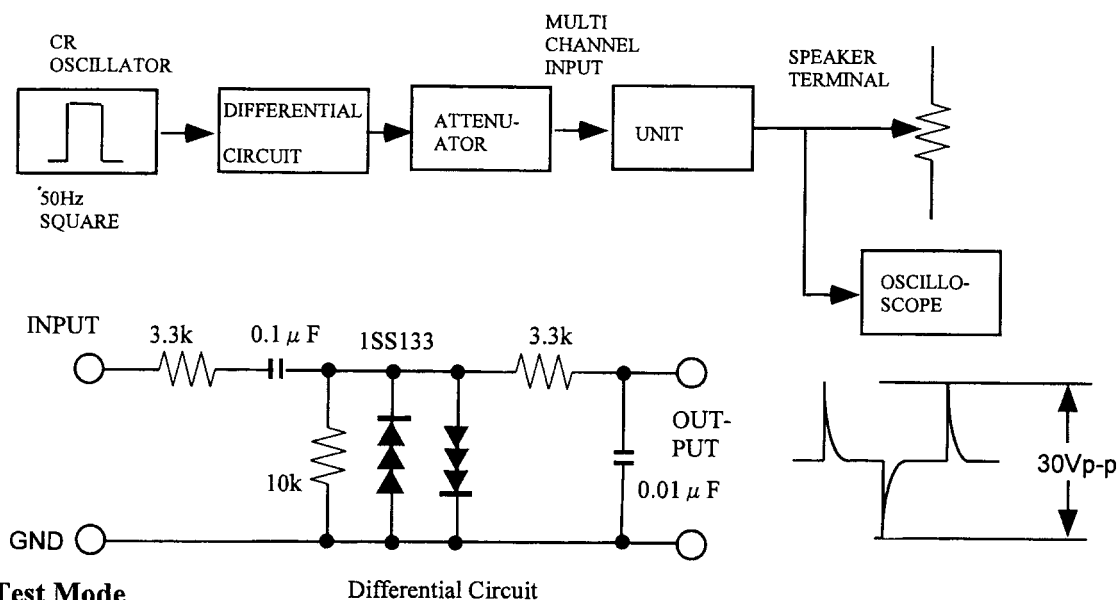 MULTI
CHANNEL
INPUT
CR
OSCILLATOR
SPEAKER
TERMINAL
DIFFERENTIAL
CIRCUIT
ATTENU-
ATOR
UNIT
50Hz
SQUARE
OSCILLO-
SCOPE
INPUT
3.3k
0.1 μ F
1SS133
3.3k
OUT-
PUT
10k
0.01 μ F
30Vp-p
GND
Test Mode
Differential Circuit